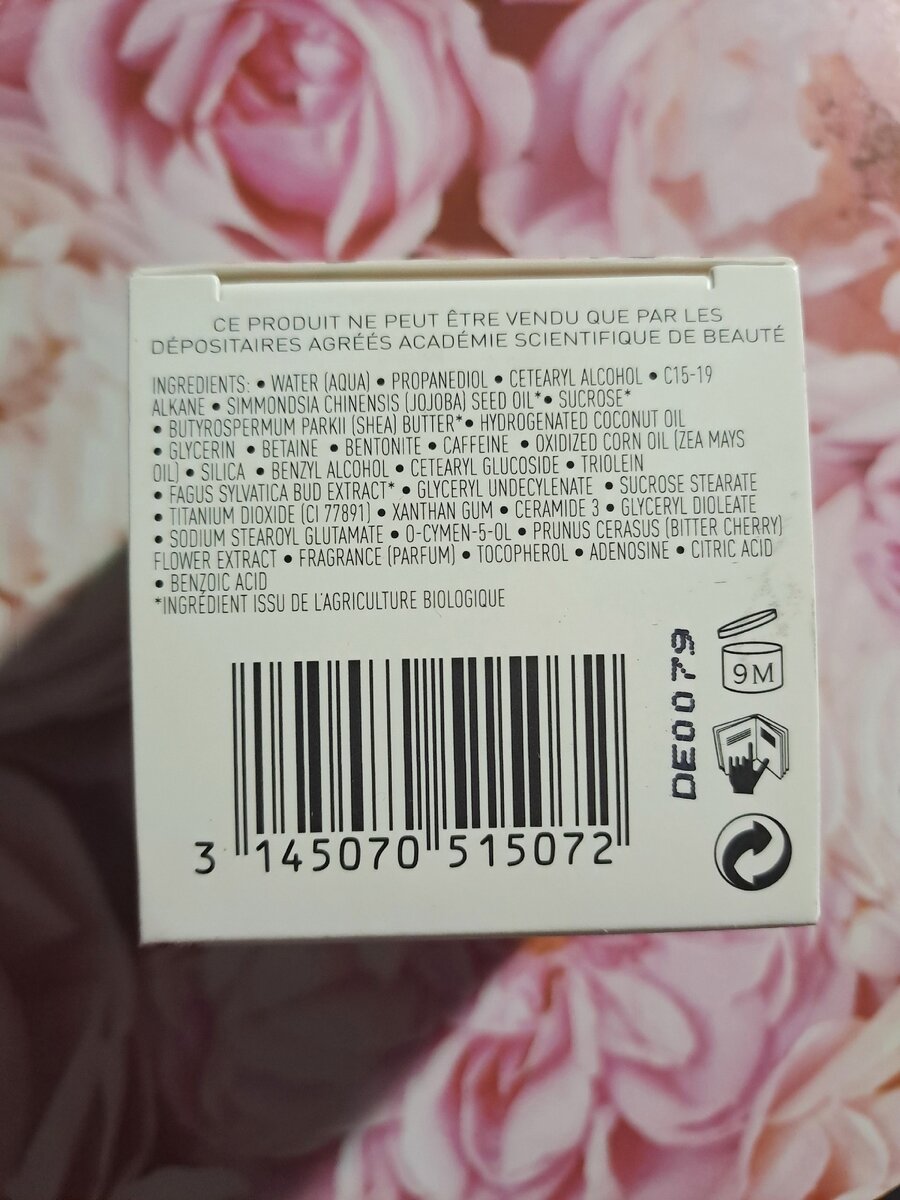 CE PRODUIT NE PEUT ÊTRE VENDU QUE PAR LES
DÉPOSITAIRES AGRÉÉS ACADÉMIE SCIENTIFIQUE DE BEAUTÉ
INGREDIENTS: • WATER (AQUA) • PROPANEDIOL • CETEARYL ALCOHOL • C15-19
ALKANE • SIMMONDSIA CHINENSIS (JOJOBA) SEED OIL* • SUCROSE*
• BUTYROSPERMUM PARKII (SHEA) BUTTER* • HYDROGENATED COCONUT OIL
• GLYCERIN • BETAINE • BENTONITE • CAFFEINE • OXIDIZED CORN OIL (ZEA MAYS
OIL) • SILICA • BENZYL ALCOHOL • CETEARYL GLUCOSIDE • TRIOLEIN
• FAGUS SYLVATICA BUD EXTRACT* • GLYCERYL UNDECYLENATE • SUCROSE STEARATE
• TITANIUM DIOXIDE (CI 77891) • XANTHAN GUM • CERAMIDE 3 • GLYCERYL DIOLEATE
• SODIUM STEAROYL GLUTAMATE • O-CYMEN-5-OL • PRUNUS CERASUS (BITTER CHERRY)
FLOWER EXTRACT • FRAGRANCE (PARFUM) • TOCOPHEROL • ADENOSINE • CITRIC ACID
• BENZOIC ACID
*INGRÉDIENT ISSU DE L'AGRICULTURE BIOLOGIQUE
DE0079
9M
3 145070 515072